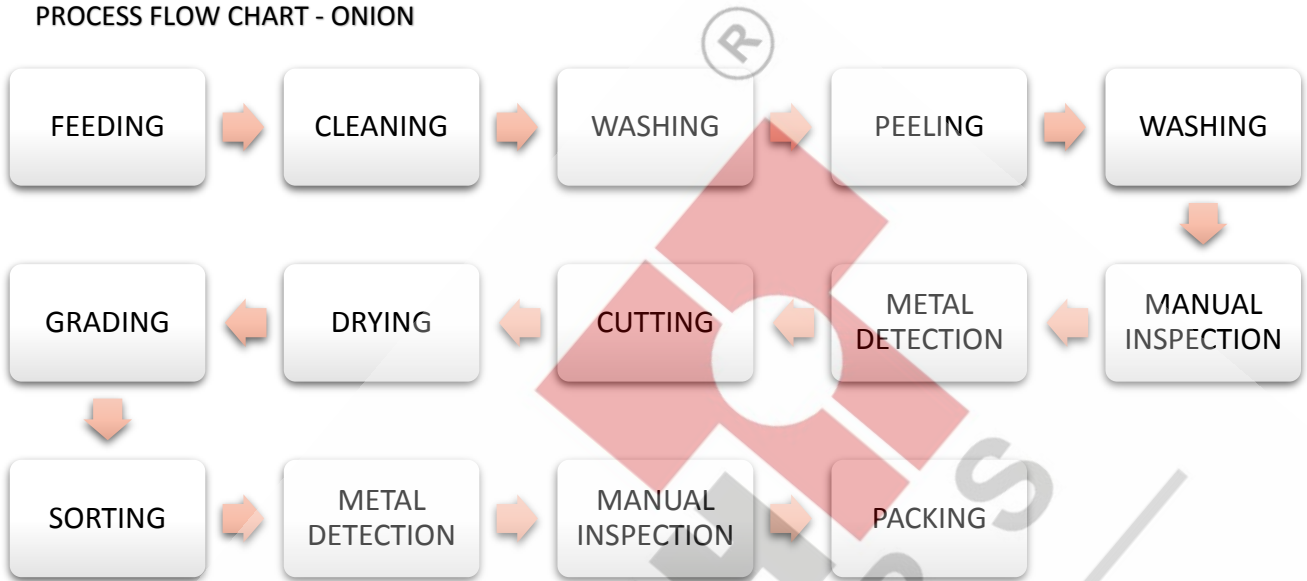 PROCESS FLOW CHART - ONION
®
FEEDING
CLEANING
WASHING
PEELING
WASHING
MANUAL
INSPECTION
METAL
DETECTION
CUTTING
DRYING
GRADING
SORTING
METAL
DETECTION
MANUAL
INSPECTION
PACKING